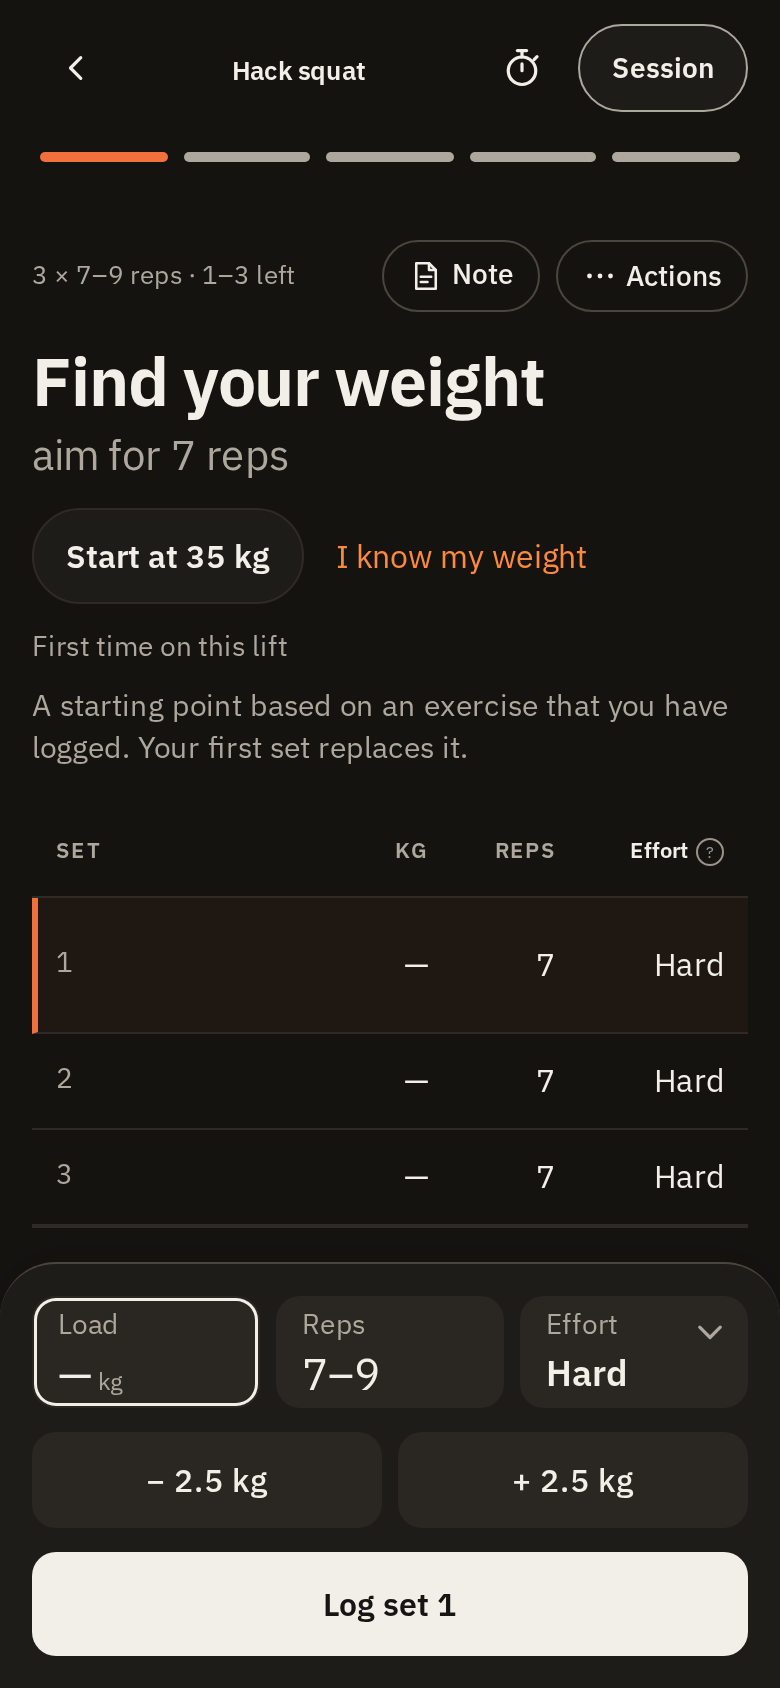 Hack squat
Session
3 × 7–9 reps · 1–3 left
Note
··· Actions
Find your weight
aim for 7 reps
Start at 35 kg
I know my weight
First time on this lift
A starting point based on an exercise that you have
logged. Your first set replaces it.
SET KG REPS Effort ?
1 — 7 Hard
2 — 7 Hard
3 — 7 Hard
Load Reps Effort
— kg 7–9 Hard
− 2.5 kg + 2.5 kg
Log set 1